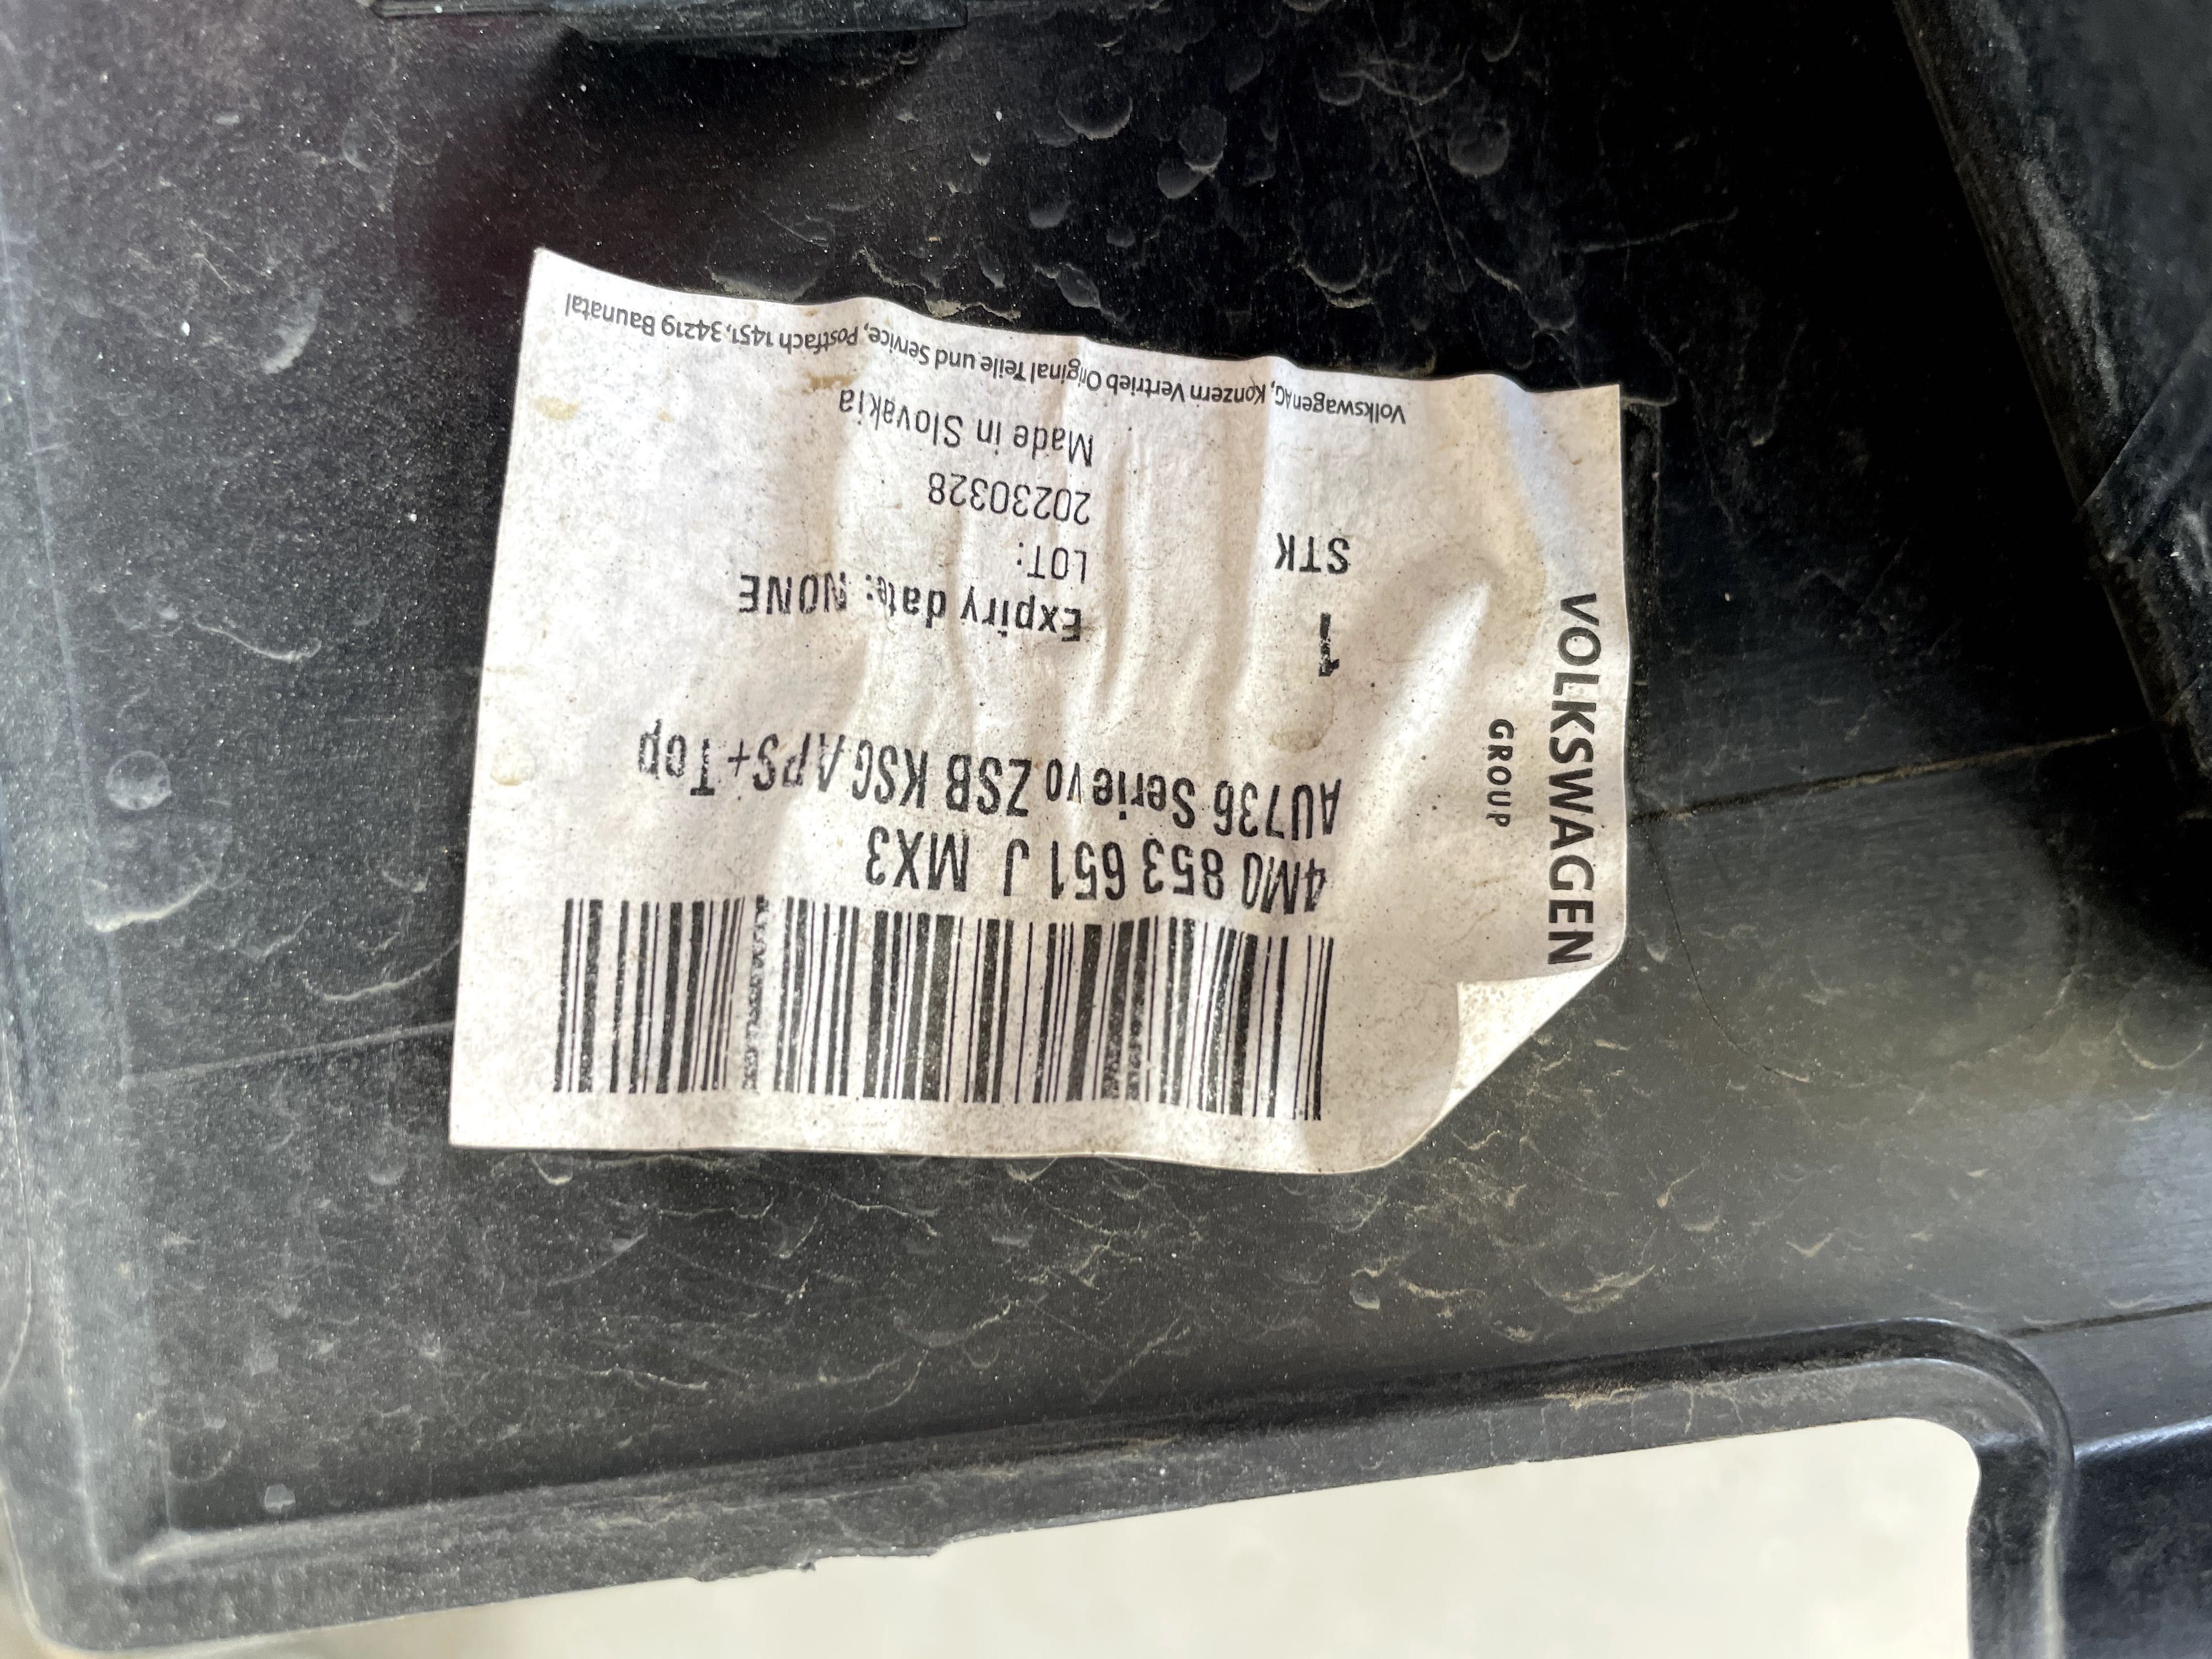 VOLKSWAGEN
GROUP
4M0 853 651 J MX3
AU736 Serie vo ZSB KSG APS+Top
1
STK
Expiry date: NONE
LOT:
20230328
Made in Slovakia
Volkswagen AG, Konzern Vertrieb Original Teile und Service, Postfach 1451, 34219 Baunatal